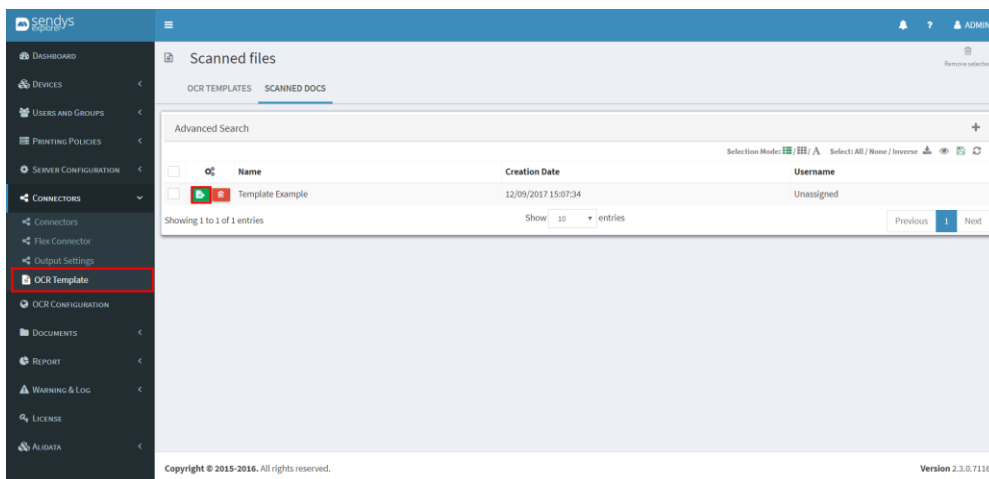 sendys
explorer
ADMIN
DASHBOARD
DEVICES
USERS AND GROUPS
PRINTING POLICIES
SERVER CONFIGURATION
CONNECTORS
Connectors
Flex Connector
Output Settings
OCR Template
OCR CONFIGURATION
DOCUMENTS
REPORT
WARNING & LOG
LICENSE
ALIDATA
Scanned files
Remove selected
OCR TEMPLATES SCANNED DOCS
Advanced Search +
Selection Mode: / / A Select: All / None / Inverse
Name Creation Date Username
Template Example 12/09/2017 15:07:34 Unassigned
Showing 1 to 1 of 1 entries Show 10 entries Previous 1 Next
Copyright © 2015-2016. All rights reserved. Version 2.3.0.7116